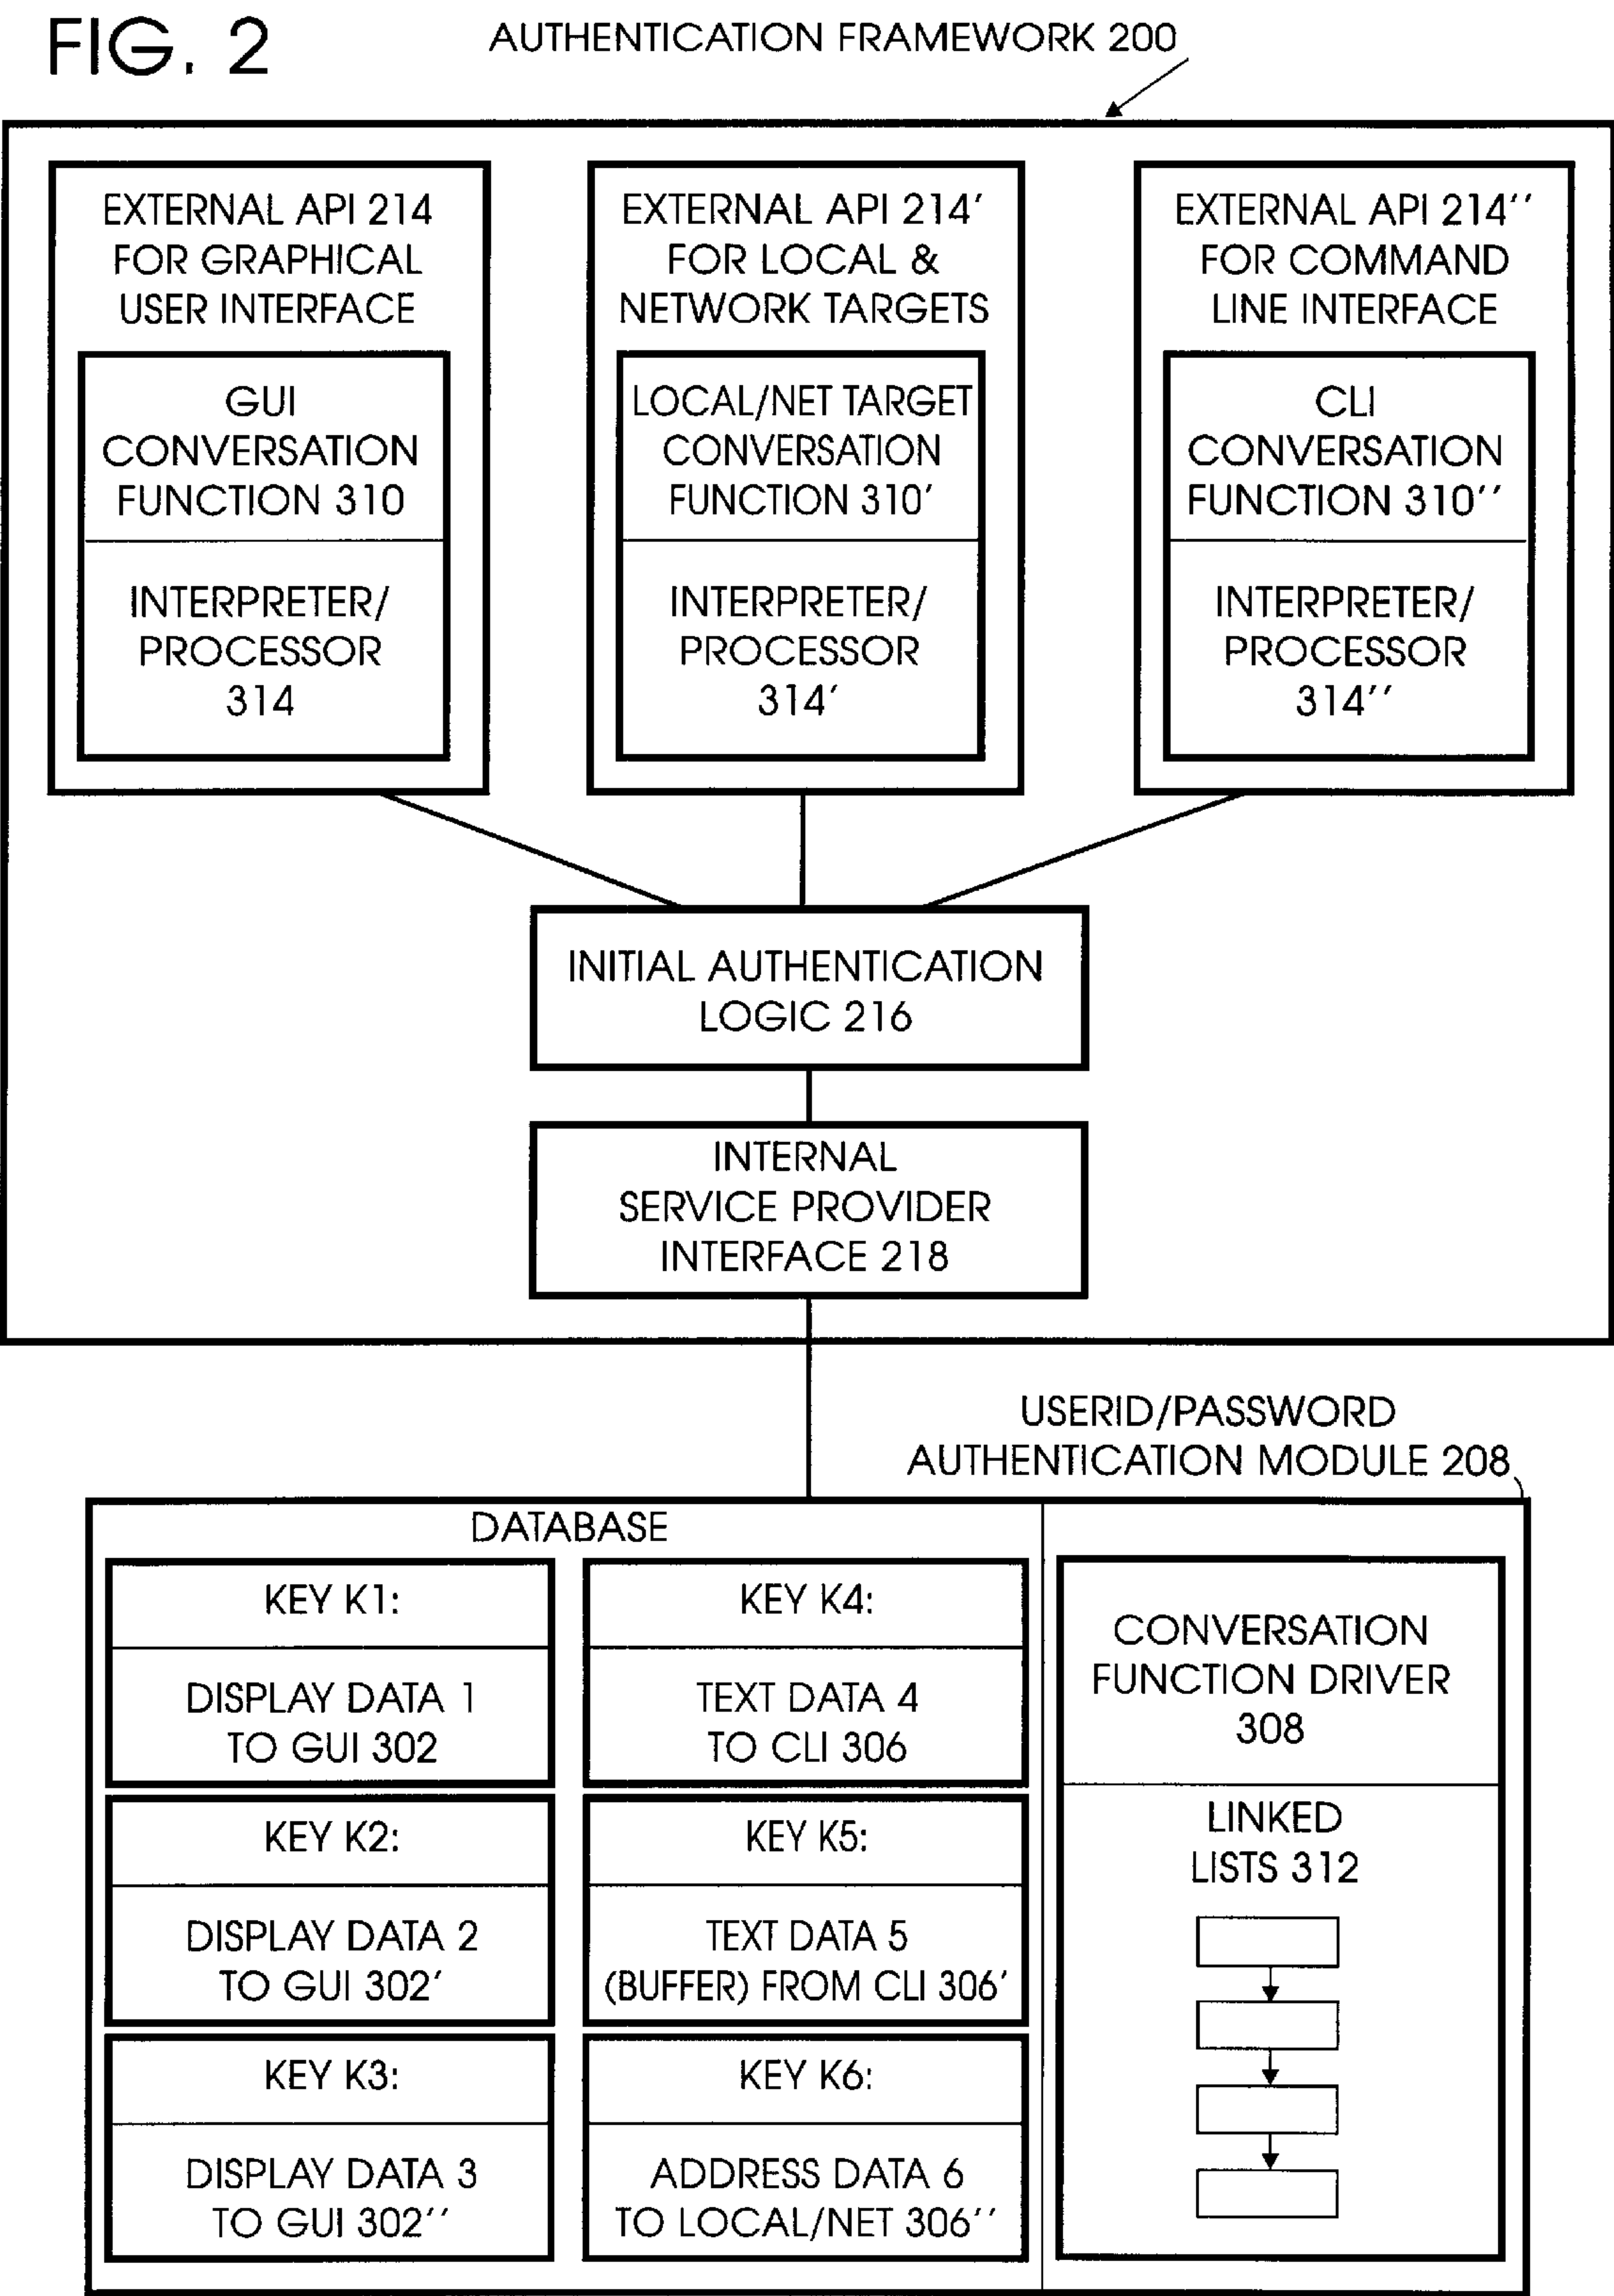 FIG. 2
AUTHENTICATION FRAMEWORK 200
EXTERNAL API 214
FOR GRAPHICAL
USER INTERFACE
GUI
CONVERSATION
FUNCTION 310
INTERPRETER/
PROCESSOR
314
EXTERNAL API 214'
FOR LOCAL &
NETWORK TARGETS
LOCAL/NET TARGET
CONVERSATION
FUNCTION 310'
INTERPRETER/
PROCESSOR
314'
EXTERNAL API 214''
FOR COMMAND
LINE INTERFACE
CLI
CONVERSATION
FUNCTION 310''
INTERPRETER/
PROCESSOR
314''
INITIAL AUTHENTICATION
LOGIC 216
INTERNAL
SERVICE PROVIDER
INTERFACE 218
USERID/PASSWORD
AUTHENTICATION MODULE 208
DATABASE
KEY K1:
DISPLAY DATA 1
TO GUI 302
KEY K2:
DISPLAY DATA 2
TO GUI 302'
KEY K3:
DISPLAY DATA 3
TO GUI 302''
KEY K4:
TEXT DATA 4
TO CLI 306
KEY K5:
TEXT DATA 5
(BUFFER) FROM CLI 306'
KEY K6:
ADDRESS DATA 6
TO LOCAL/NET 306''
CONVERSATION
FUNCTION DRIVER
308
LINKED
LISTS 312